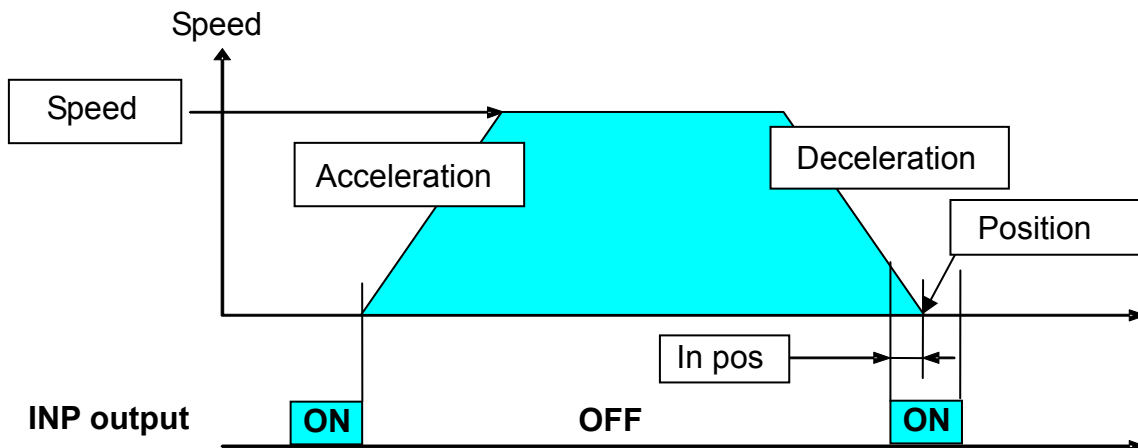 Speed
Speed
Acceleration
Deceleration
Position
In pos
INP output
ON
OFF
ON